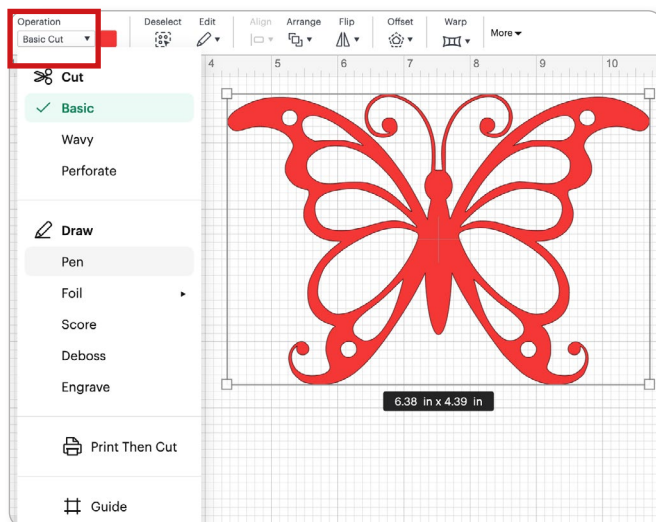 Operation
Basic Cut
Deselect
Edit
Align
Arrange
Flip
Offset
Warp
More
4 5 6 7 8 9 10
Cut
Basic
Wavy
Perforate
Draw
Pen
Foil
Score
Deboss
Engrave
Print Then Cut
Guide
6.38 in x 4.39 in